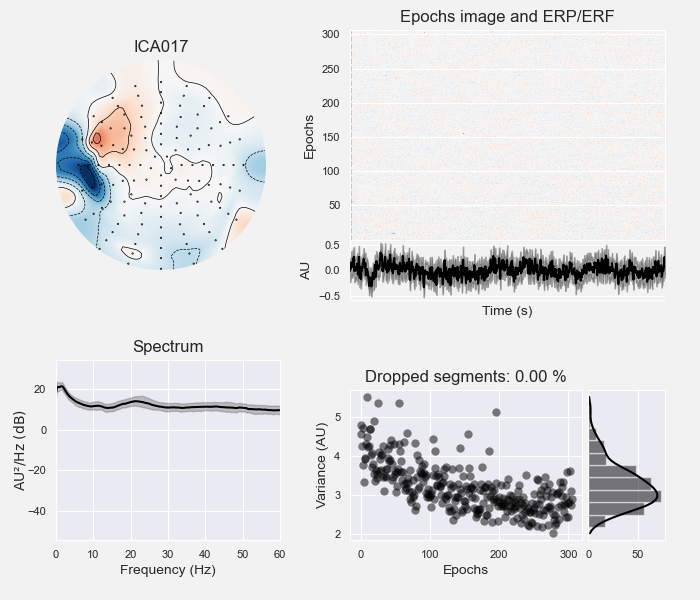 Epochs image and ERP/ERF
ICA017
300
250
200
150
100
50
Epochs
0.5
0.0
−0.5
AU
Time (s)
Spectrum
20
0
−20
−40
AU²/Hz (dB)
0 10 20 30 40 50 60
Frequency (Hz)
Dropped segments: 0.00 %
5
4
3
2
Variance (AU)
0 100 200 300
Epochs
0 50